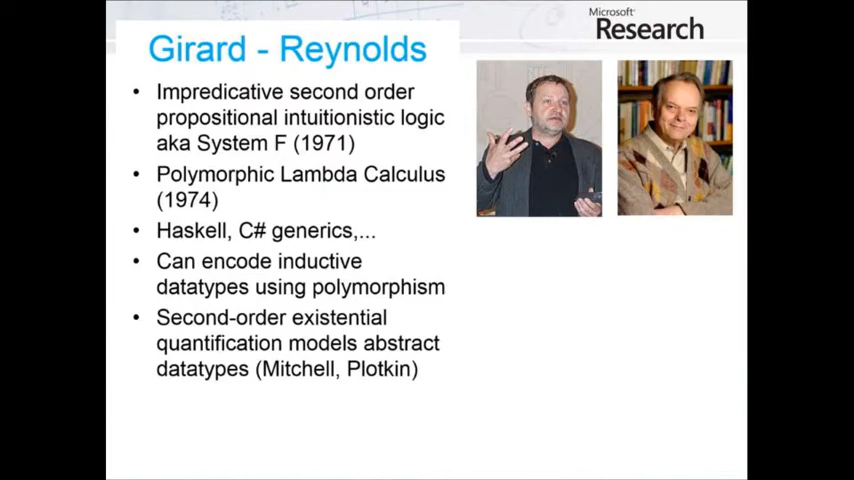 Microsoft
Research
Girard - Reynolds
• Impredicative second order
propositional intuitionistic logic
aka System F (1971)
• Polymorphic Lambda Calculus
(1974)
• Haskell, C# generics,...
• Can encode inductive
datatypes using polymorphism
• Second-order existential
quantification models abstract
datatypes (Mitchell, Plotkin)